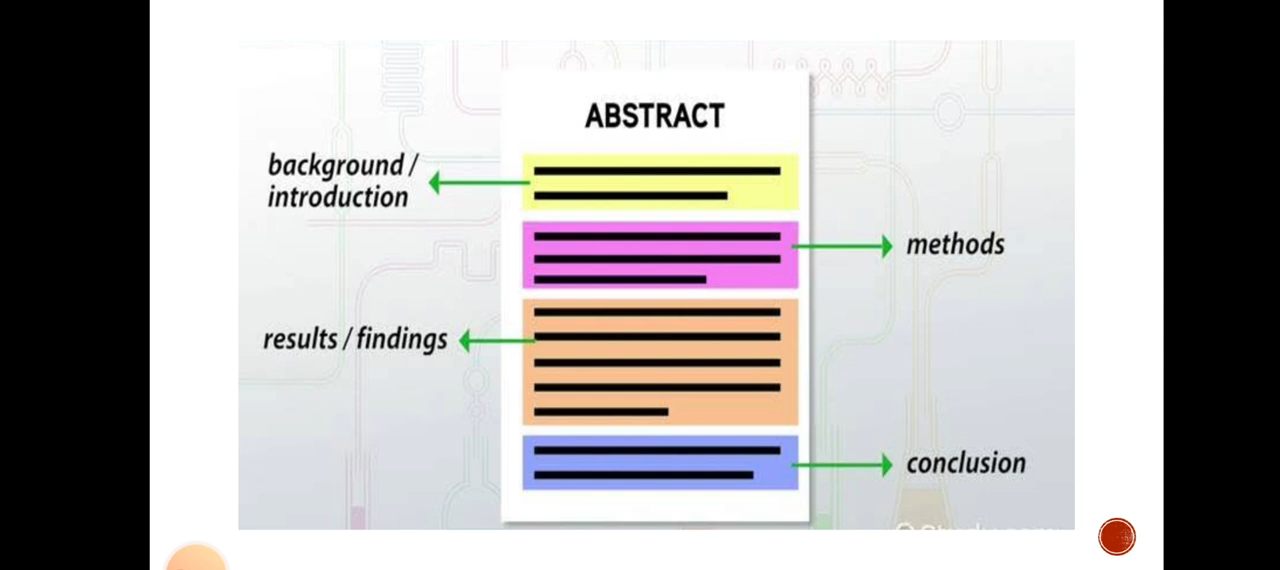 ABSTRACT
background /
introduction
methods
results / findings
conclusion